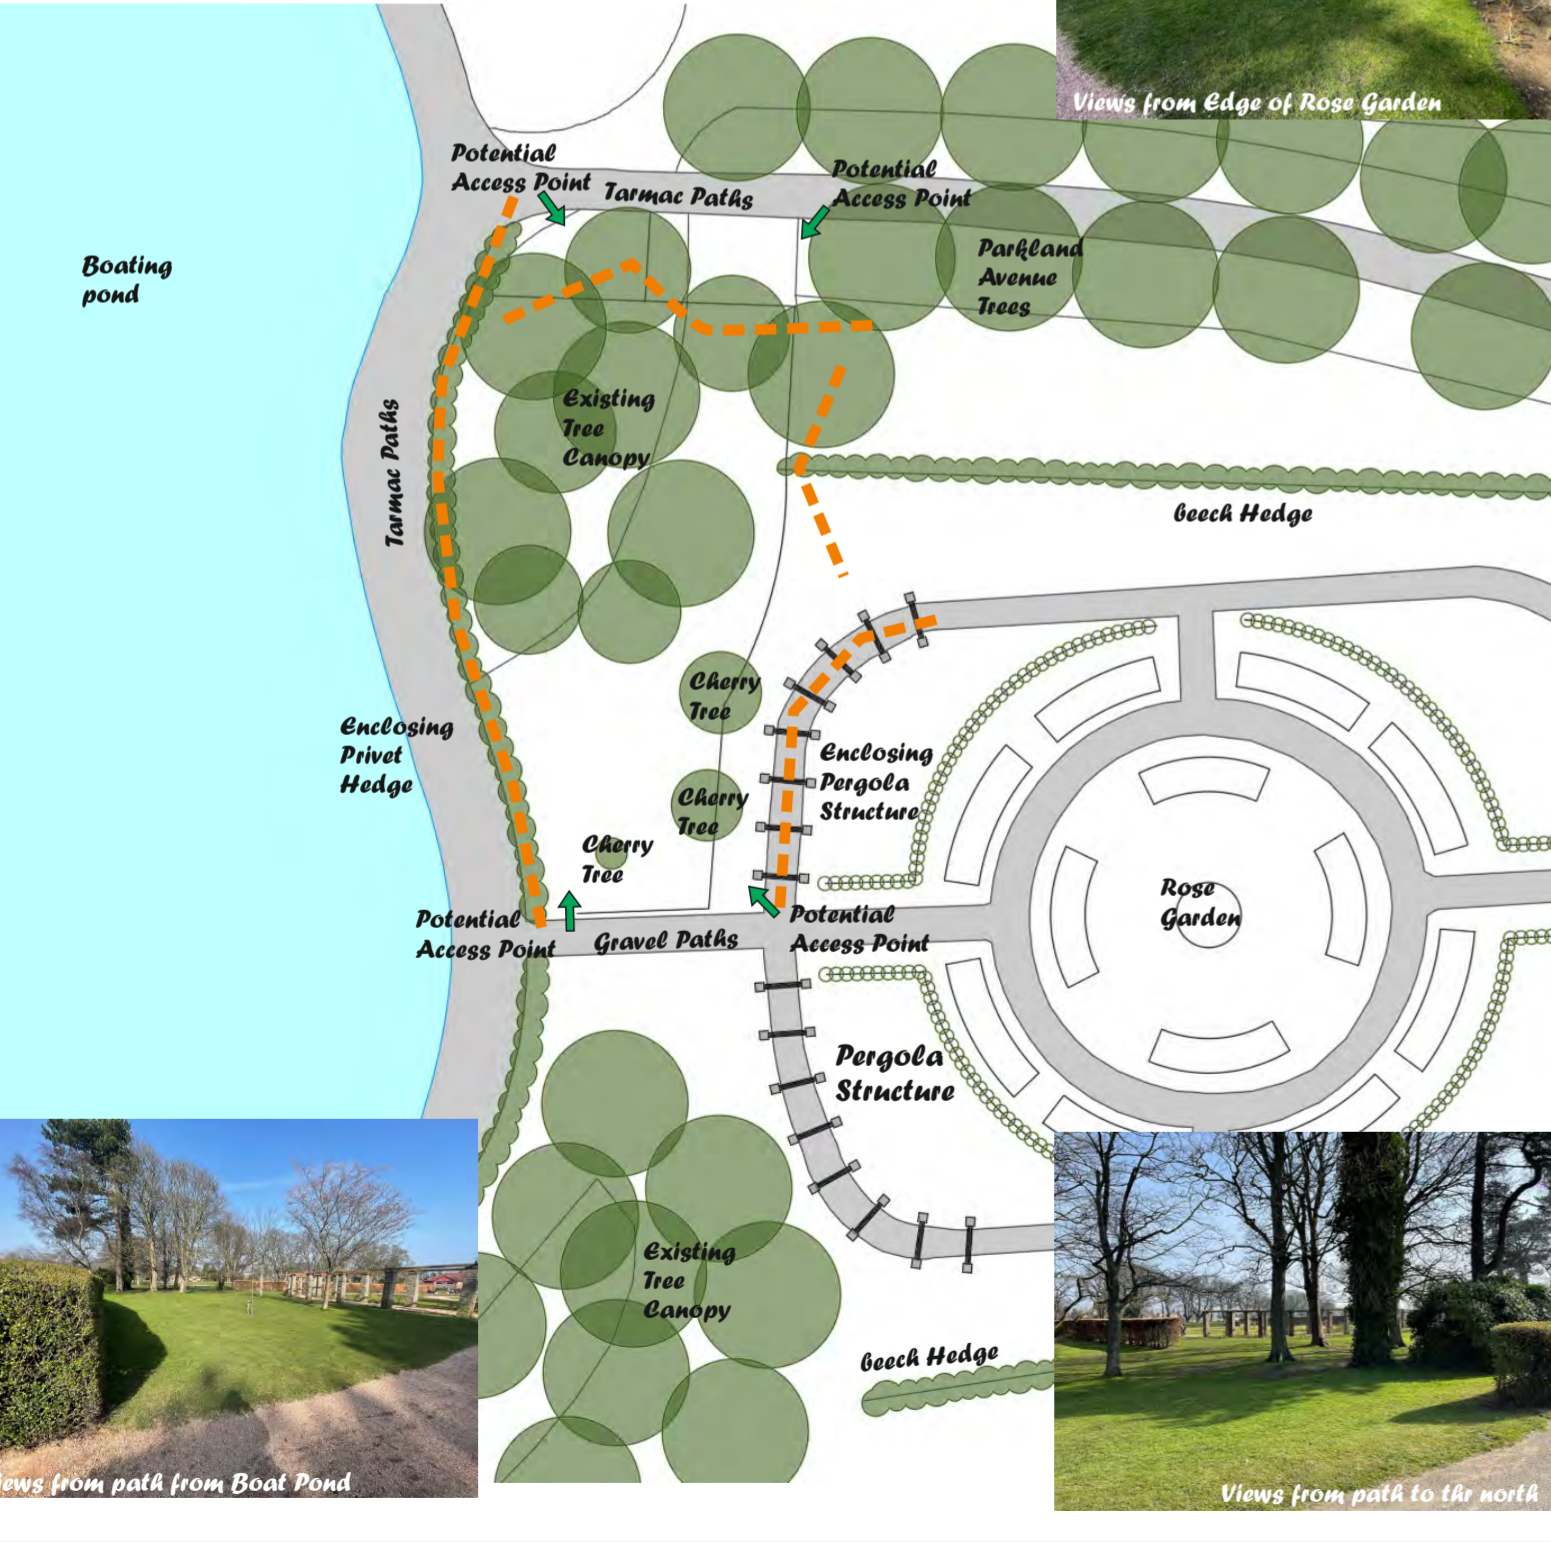 Views from Edge of Rose Garden
Potential
Access Point
Tarmac Paths
Potential
Access Point
Boating
pond
Parkland
Avenue
Trees
Existing
Tree
Canopy
Tarmac Paths
beech Hedge
Cherry
Tree
Enclosing
Privet
Hedge
Enclosing
Pergola
Structure
Cherry
Tree
Cherry
Tree
Rose
Garden
Potential
Access Point
Gravel Paths
Potential
Access Point
Pergola
Structure
Existing
Tree
Canopy
beech Hedge
iews from path from Boat Pond
Views from path to thr north